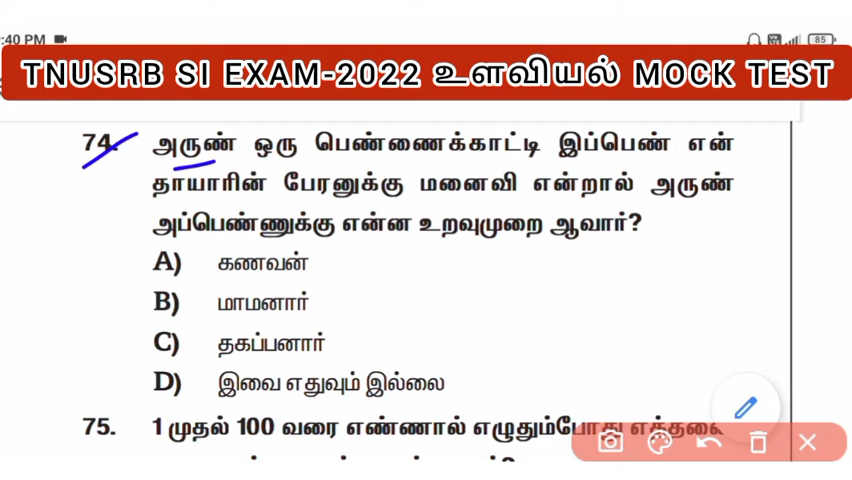 :40 PM
85
TNUSRB SI EXAM-2022 உளவியல் MOCK TEST
74. அருண் ஒரு பெண்ணைக்காட்டி இப்பெண் என்
தாயாரின் பேரனுக்கு மனைவி என்றால் அருண்
அப்பெண்ணுக்கு என்ன உறவுமுறை ஆவார்?
A) கணவன்
B) மாமனார்
C) தகப்பனார்
D) இவை எதுவும் இல்லை
75. 1 முதல் 100 வரை எண்ணால் எழுதும்போது எத்தனை